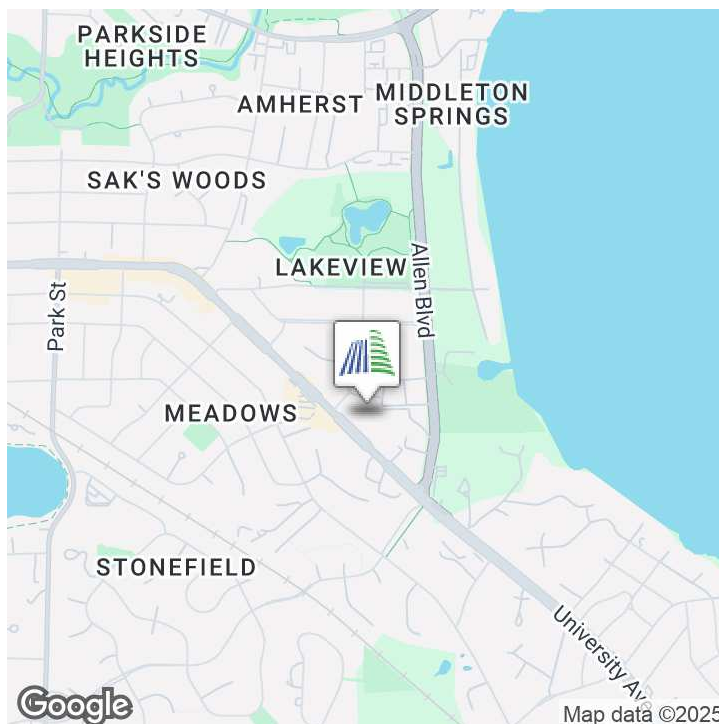 PARKSIDE
HEIGHTS
AMHERST
MIDDLETON
SPRINGS
SAK'S WOODS
LAKEVIEW
Allen Blvd
Park St
MEADOWS
STONEFIELD
University Ave
Google
Map data ©2025